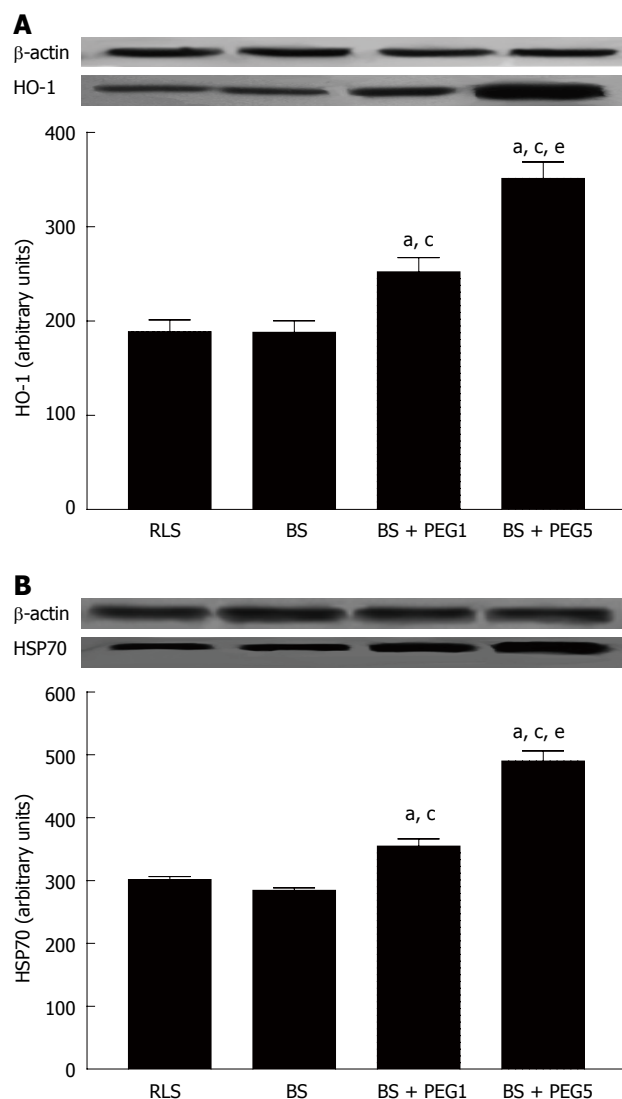 A
β-actin
HO-1
400
300
200
100
0
HO-1 (arbitrary units)
a, c
a, c, e
RLS BS BS + PEG1 BS + PEG5
B
β-actin
HSP70
600
500
400
300
200
100
0
HSP70 (arbitrary units)
a, c
a, c, e
RLS BS BS + PEG1 BS + PEG5